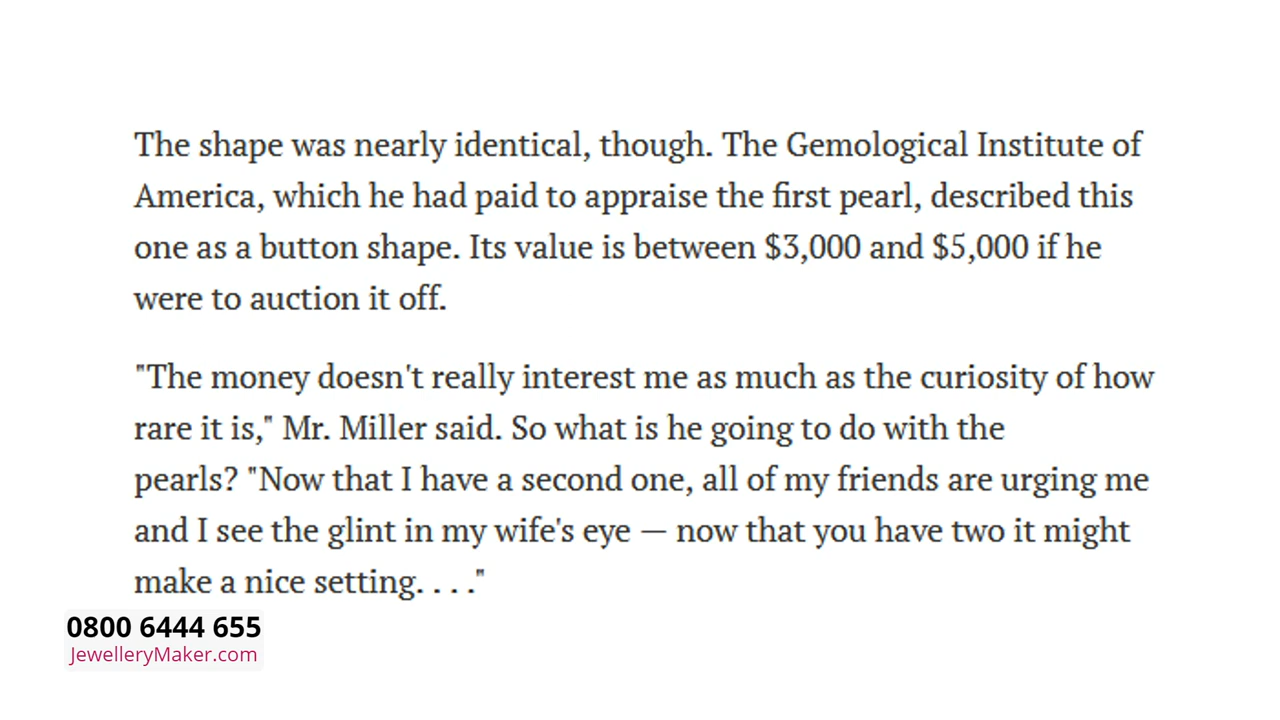 The shape was nearly identical, though. The Gemological Institute of
America, which he had paid to appraise the first pearl, described this
one as a button shape. Its value is between $3,000 and $5,000 if he
were to auction it off.
"The money doesn't really interest me as much as the curiosity of how
rare it is," Mr. Miller said. So what is he going to do with the
pearls? "Now that I have a second one, all of my friends are urging me
and I see the glint in my wife's eye — now that you have two it might
make a nice setting. . . ."
0800 6444 655
JewelleryMaker.com